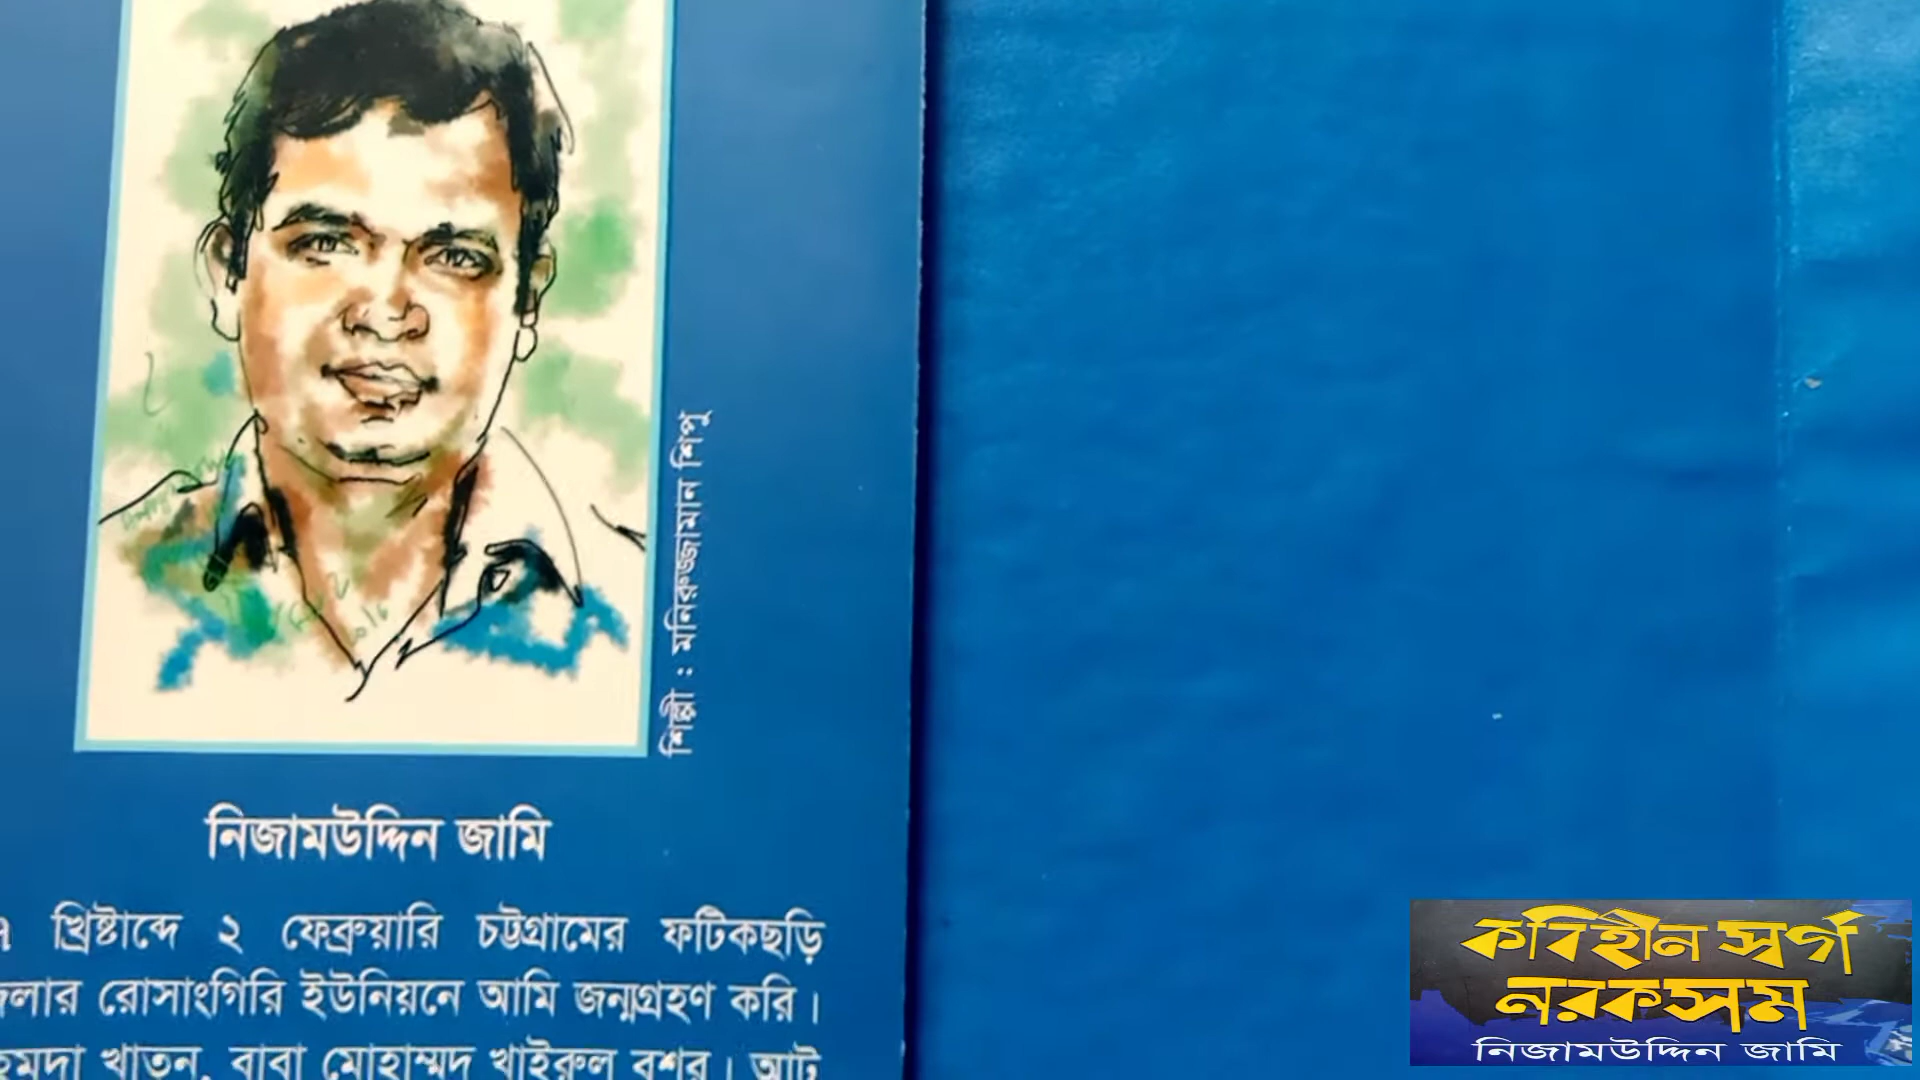 শিল্পী : মনিরুজ্জামান শিপু
নিজামউদ্দিন জামি
খ্রিষ্টাব্দে ২ ফেব্রুয়ারি চট্টগ্রামের ফটিকছড়ি
রোসাংগিরি ইউনিয়নে আমি জন্মগ্রহণ করি।
খাতুন, বাবা মোহাম্মদ খাইরুল বশর। আট
কবিহীন স্বর্গ
নরকসম
নিজামউদ্দিন জামি